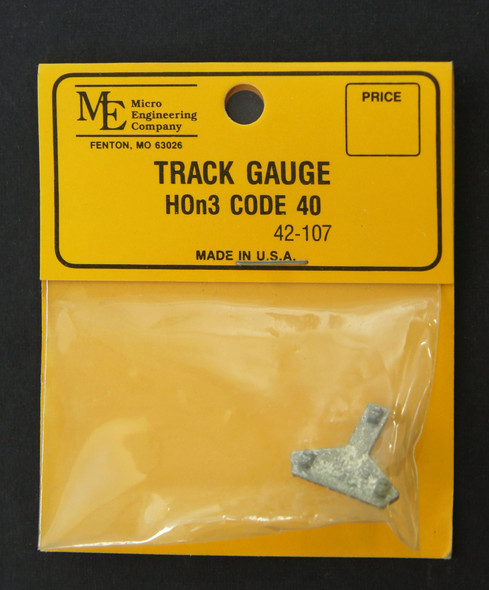 ME Micro
Engineering
Company
FENTON, MO 63026
PRICE
TRACK GAUGE
HOn3 CODE 40
42-107
MADE IN U.S.A.